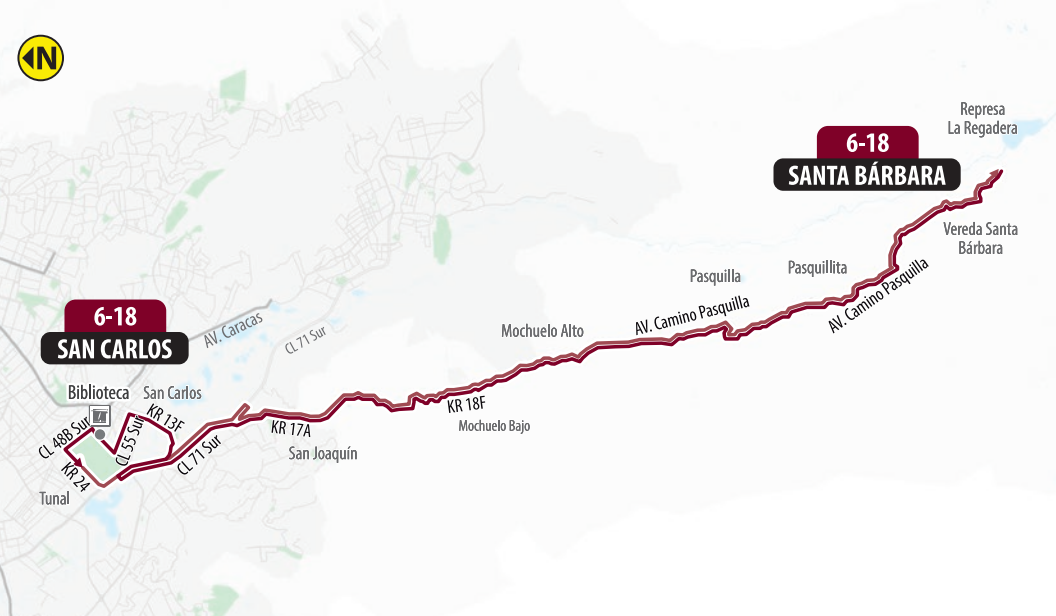 N
Represa
La Regadera
6-18
SANTA BÁRBARA
Vereda Santa
Bárbara
Pasquilla
Pasquillita
AV. Camino Pasquilla
AV. Camino Pasquilla
6-18
SAN CARLOS
AV. Caracas
CL 71 Sur
Mochuelo Alto
Biblioteca
San Carlos
KR 13F
CL 48B Sur
CL 55 Sur
KR 18F
KR 17A
Mochuelo Bajo
CL 71 Sur
San Joaquín
KR 24
Tunal